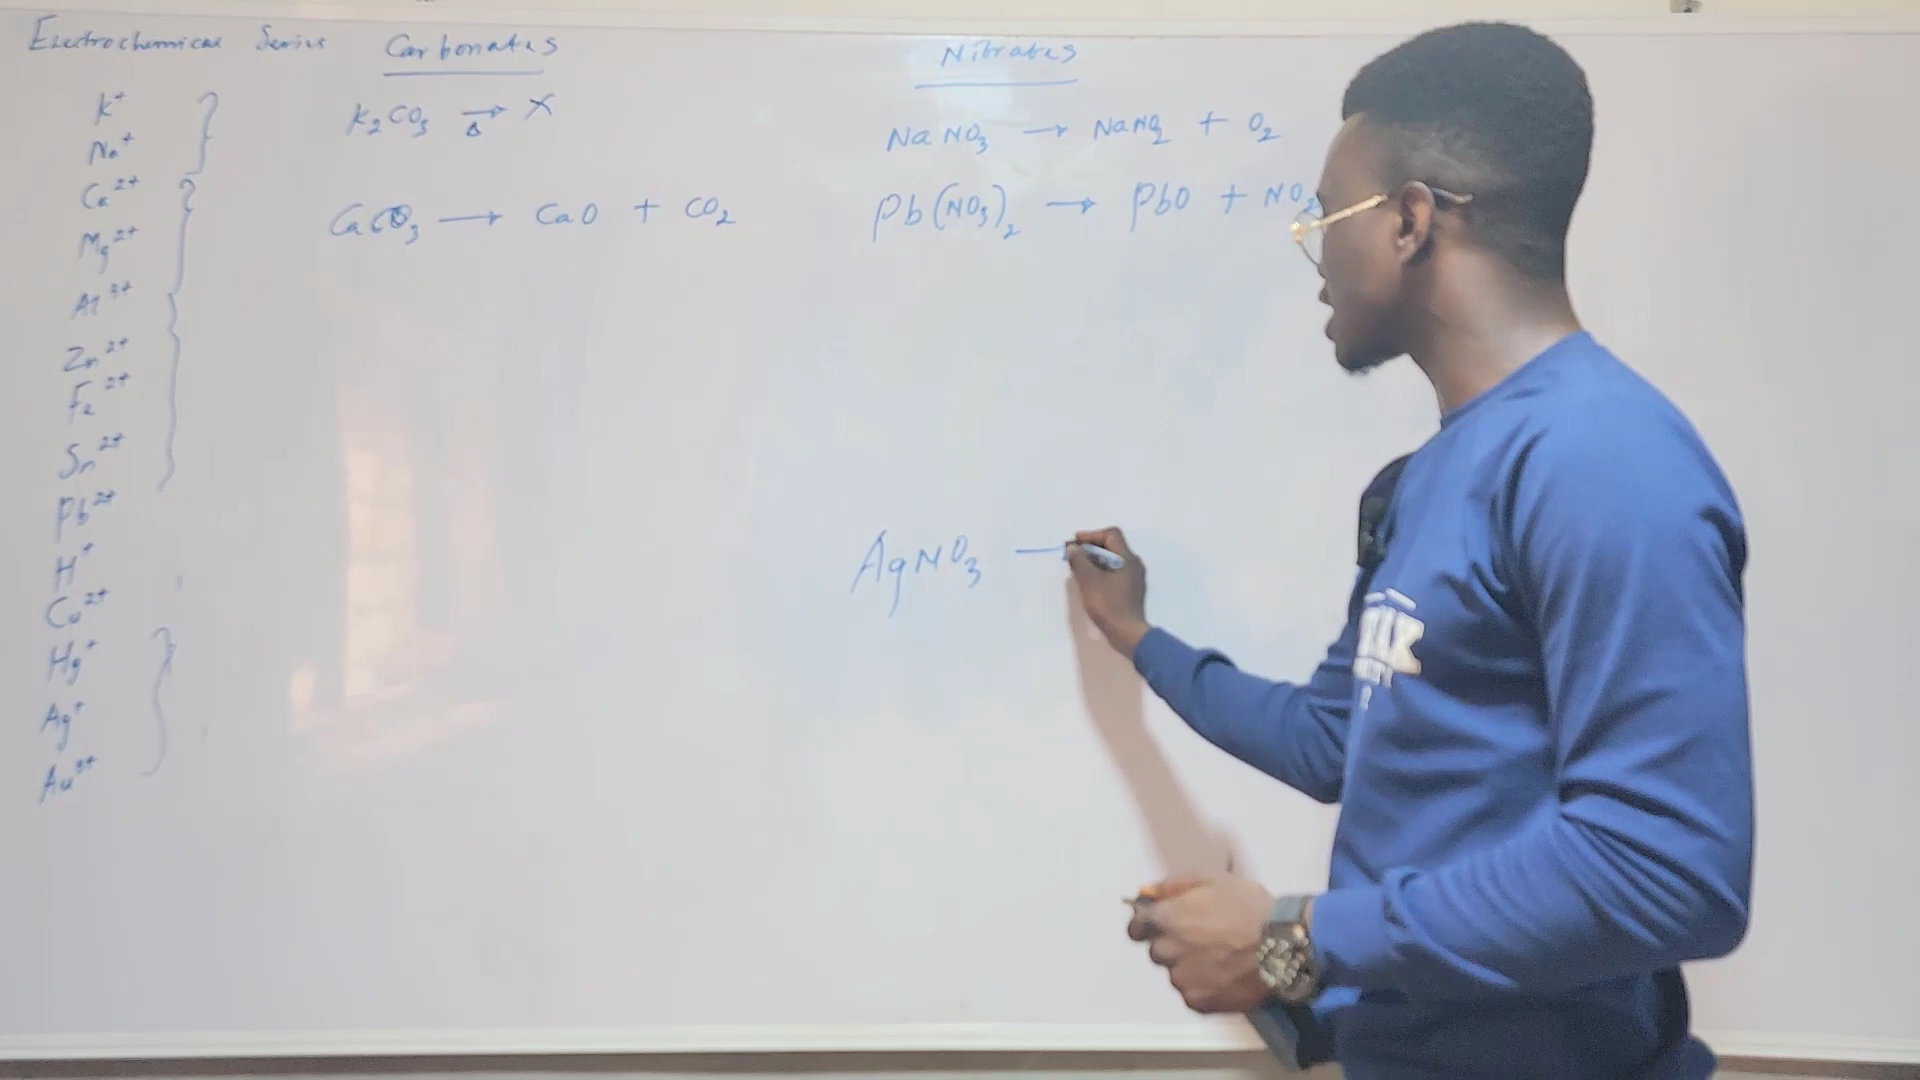 Electrochemical Series
K⁺
Na⁺
Ca²⁺
Mg²⁺
Al³⁺
Zn²⁺
Fe²⁺
Sn²⁺
Pb²⁺
H⁺
Cu²⁺
Hg⁺
Ag⁺
Au³⁺
Carbonates
K₂CO₃ →Δ X
CaCO₃ → CaO + CO₂
Nitrates
NaNO₃ → NaNO₂ + O₂
Pb(NO₃)₂ → PbO + NO₂
AgNO₃ —